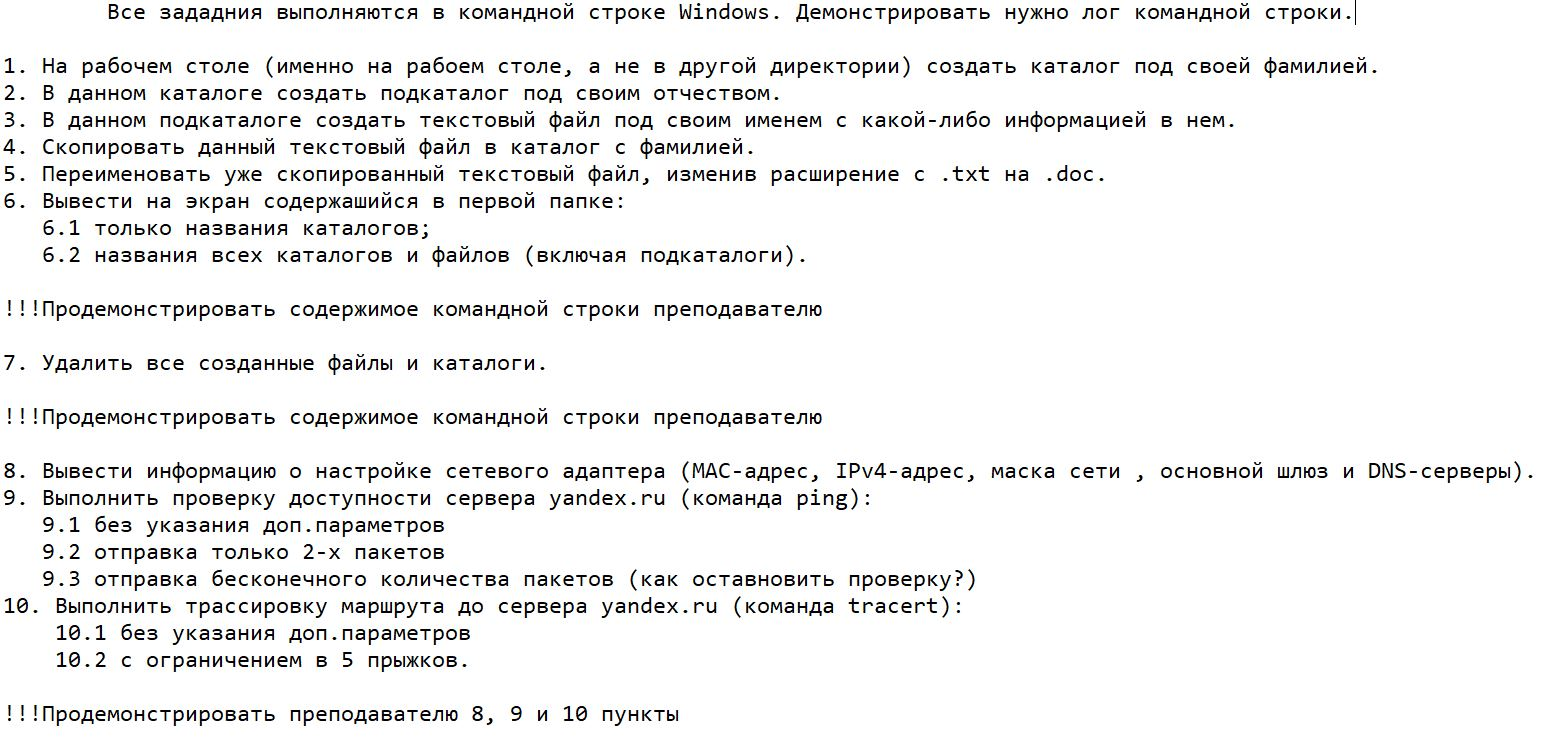 Все зададния выполняются в командной строке Windows. Демонстрировать нужно лог командной строки.
1. На рабочем столе (именно на рабоем столе, а не в другой директории) создать каталог под своей фамилией.
2. В данном каталоге создать подкаталог под своим отчеством.
3. В данном подкаталоге создать текстовый файл под своим именем с какой-либо информацией в нем.
4. Скопировать данный текстовый файл в каталог с фамилией.
5. Переименовать уже скопированный текстовый файл, изменив расширение с .txt на .doc.
6. Вывести на экран содержашийся в первой папке:
6.1 только названия каталогов;
6.2 названия всех каталогов и файлов (включая подкаталоги).
!!!Продемонстрировать содержимое командной строки преподавателю
7. Удалить все созданные файлы и каталоги.
!!!Продемонстрировать содержимое командной строки преподавателю
8. Вывести информацию о настройке сетевого адаптера (MAC-адрес, IPv4-адрес, маска сети , основной шлюз и DNS-серверы).
9. Выполнить проверку доступности сервера yandex.ru (команда ping):
9.1 без указания доп.параметров
9.2 отправка только 2-х пакетов
9.3 отправка бесконечного количества пакетов (как оставновить проверку?)
10. Выполнить трассировку маршрута до сервера yandex.ru (команда tracert):
10.1 без указания доп.параметров
10.2 с ограничением в 5 прыжков.
!!!Продемонстрировать преподавателю 8, 9 и 10 пункты